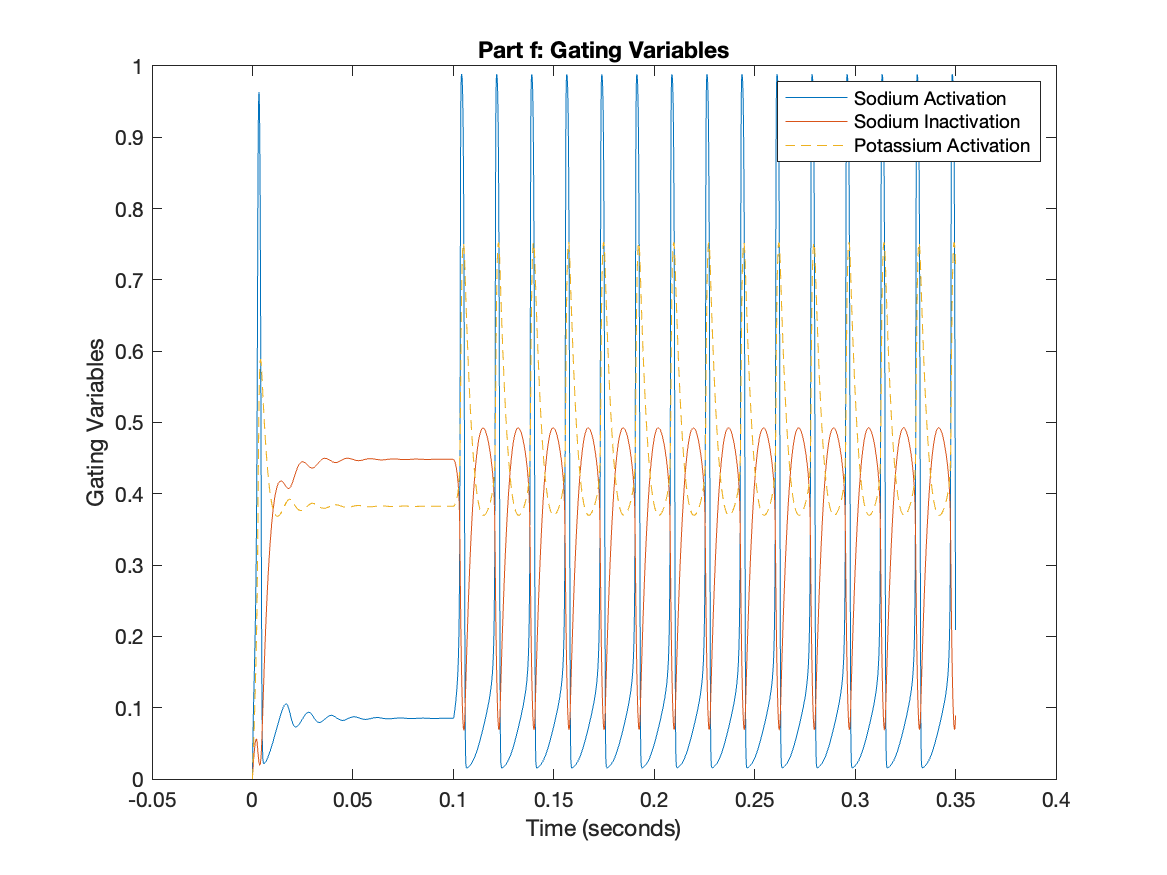 Part f: Gating Variables
1
0.9
0.8
0.7
0.6
0.5
0.4
0.3
0.2
0.1
0
Gating Variables
Sodium Activation
Sodium Inactivation
Potassium Activation
-0.05 0 0.05 0.1 0.15 0.2 0.25 0.3 0.35 0.4
Time (seconds)